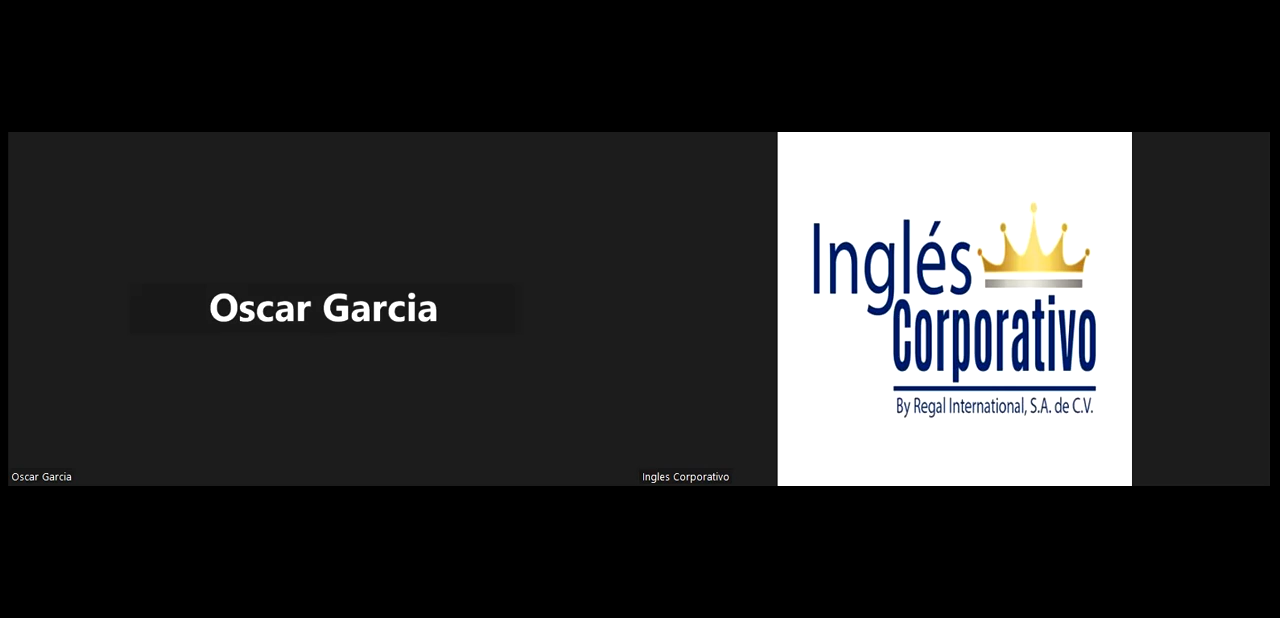 Oscar Garcia
Oscar Garcia
Inglés
Corporativo
By Regal International, S.A. de C.V.
Ingles Corporativo